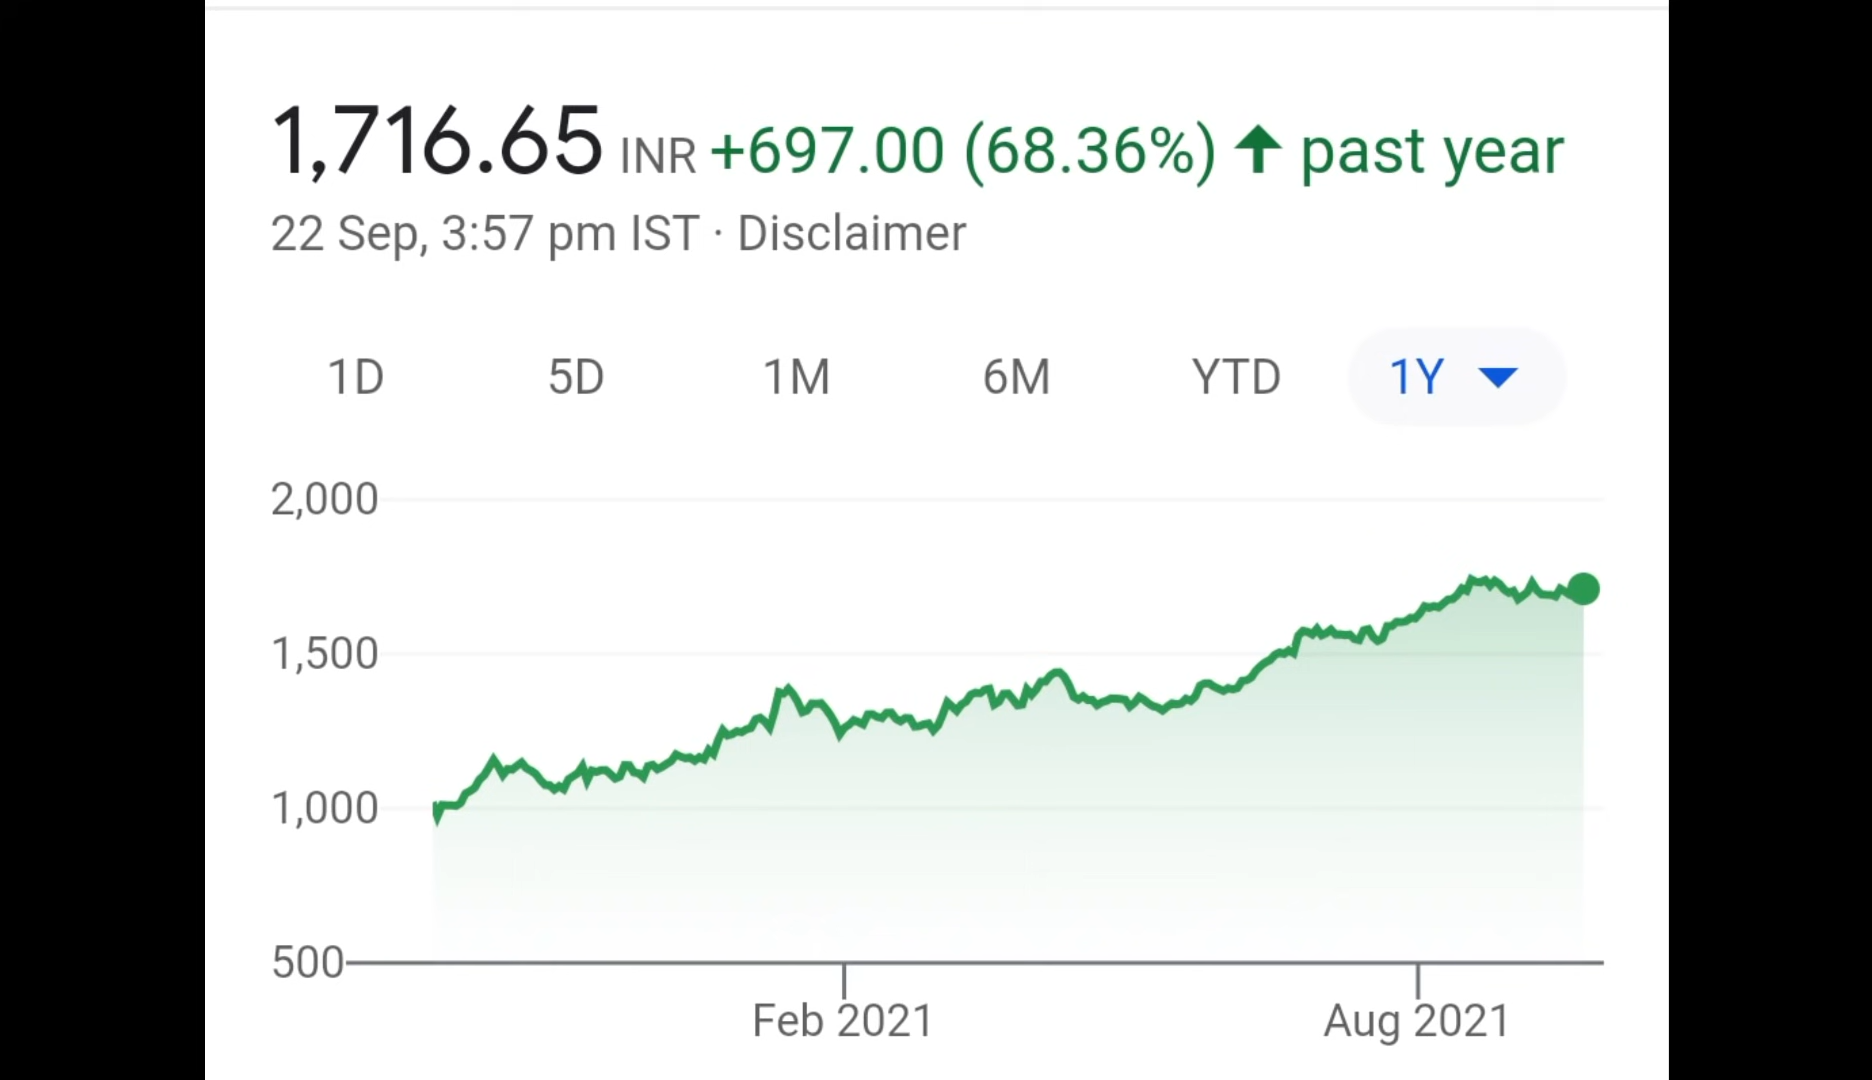 1,716.65 INR +697.00 (68.36%) ↑ past year
22 Sep, 3:57 pm IST · Disclaimer
1D 5D 1M 6M YTD 1Y
2,000
1,500
1,000
500
Feb 2021 Aug 2021